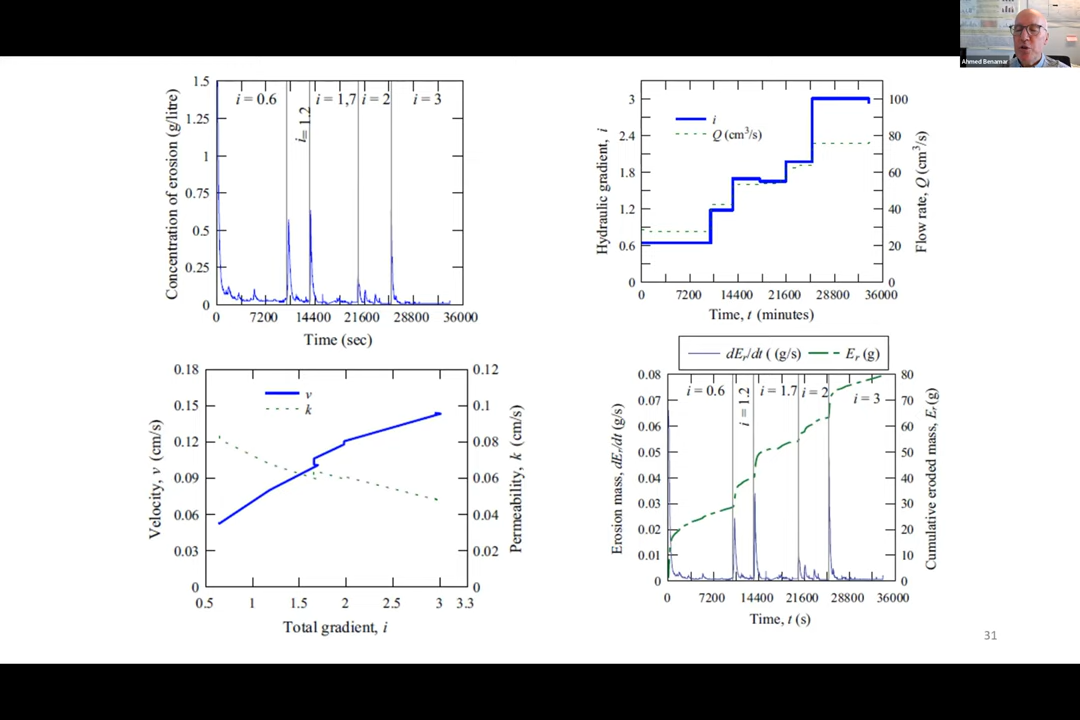 Ahmed Benamar
1.5
1.25
1
0.75
0.5
0.25
0
Concentration of erosion (g/litre)
i = 0.6
i = 1.2
i = 1,7
i = 2
i = 3
0 7200 14400 21600 28800 36000
Time (sec)
3
2.4
1.8
1.2
0.6
0
Hydraulic gradient, i
i
Q (cm³/s)
100
80
60
40
20
0
Flow rate, Q (cm³/s)
0 7200 14400 21600 28800 36000
Time, t (minutes)
0.18
0.15
0.12
0.09
0.06
0.03
0
Velocity, v (cm/s)
v
k
0.12
0.1
0.08
0.06
0.04
0.02
0
Permeability, k (cm/s)
0.5 1 1.5 2 2.5 3 3.3
Total gradient, i
dEr/dt ( (g/s) Er (g)
0.08
0.07
0.06
0.05
0.04
0.03
0.02
0.01
0
Erosion mass, dEr/dt (g/s)
i = 0.6
i = 1.2
i = 1.7
i = 2
i = 3
80
70
60
50
40
30
20
10
0
Cumulative eroded mass, Er (g)
0 7200 14400 21600 28800 36000
Time, t (s)
31